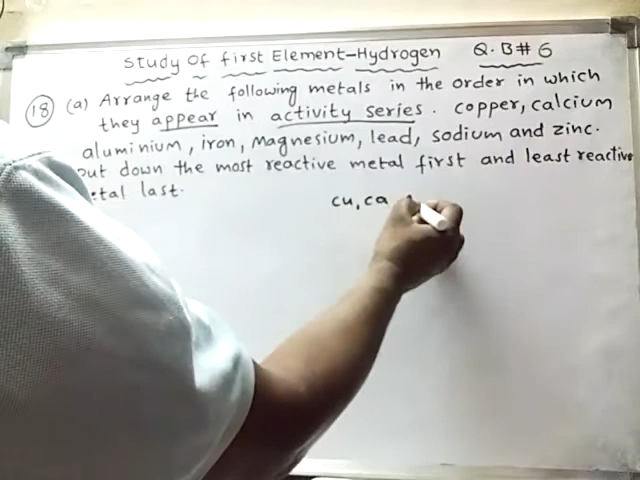 Study Of first Element-Hydrogen Q.B# 6
18 (a) Arrange the following metals in the order in which
they appear in activity series. copper, calcium
aluminium, iron, Magnesium, lead, sodium and zinc.
down the most reactive metal first and least reactive
last.
cu, ca